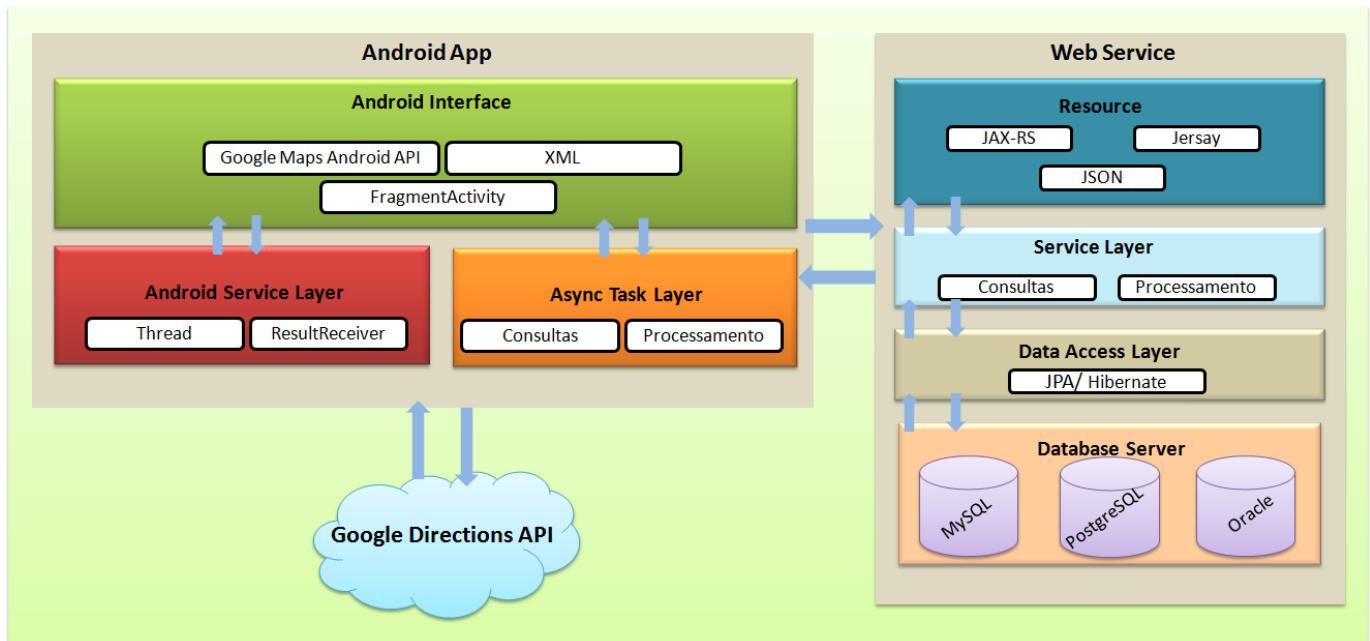 Android App
Android Interface
Google Maps Android API
XML
FragmentActivity
Android Service Layer
Thread
ResultReceiver
Async Task Layer
Consultas
Processamento
Google Directions API
Web Service
Resource
JAX-RS
Jersay
JSON
Service Layer
Consultas
Processamento
Data Access Layer
JPA/ Hibernate
Database Server
MySQL
PostgreSQL
Oracle